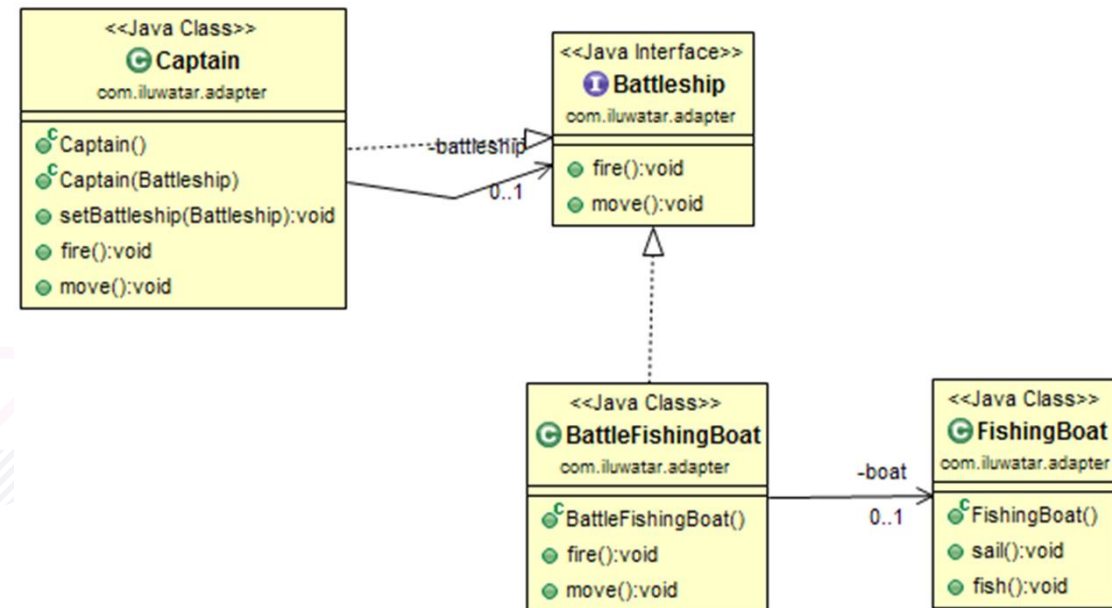 <<Java Class>>
Captain
com.iluwatar.adapter
Captain()
Captain(Battleship)
setBattleship(Battleship):void
fire():void
move():void
-battleship
0..1
<<Java Interface>>
Battleship
com.iluwatar.adapter
fire():void
move():void
<<Java Class>>
BattleFishingBoat
com.iluwatar.adapter
BattleFishingBoat()
fire():void
move():void
-boat
0..1
<<Java Class>>
FishingBoat
com.iluwatar.adapter
FishingBoat()
sail():void
fish():void